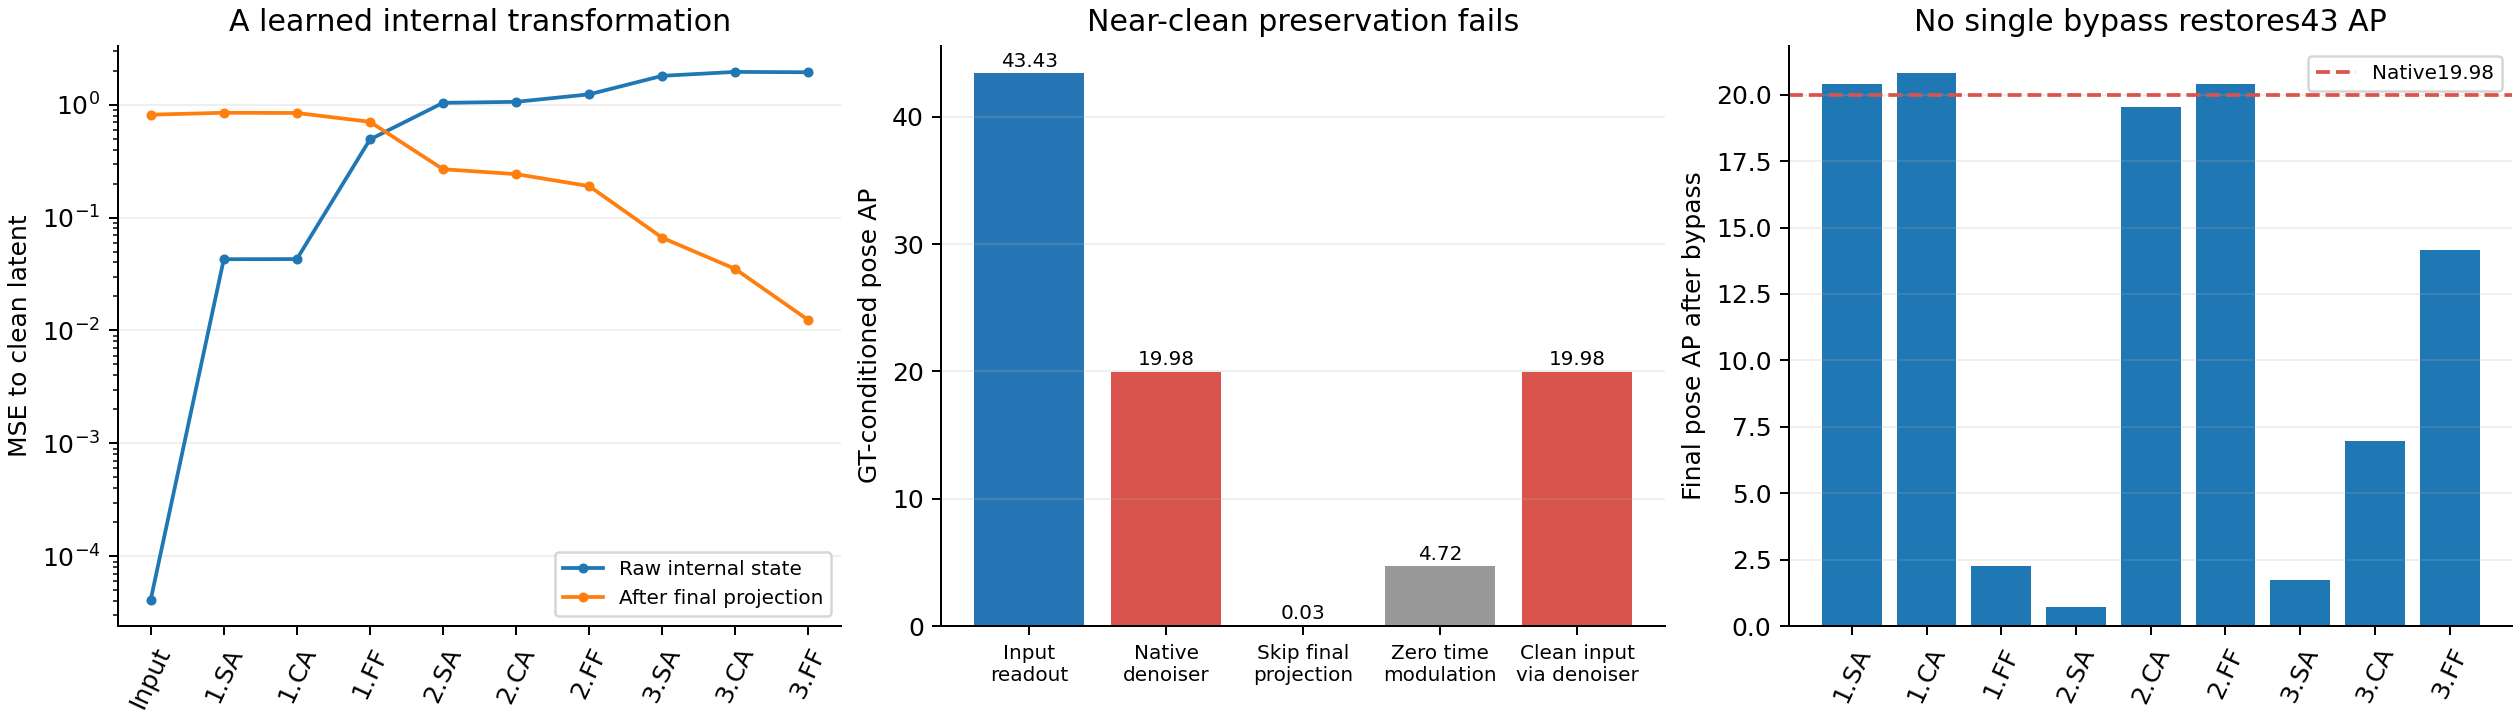 A learned internal transformation
MSE to clean latent
10⁰
10⁻¹
10⁻²
10⁻³
10⁻⁴
Raw internal state
After final projection
Input
1.SA
1.CA
1.FF
2.SA
2.CA
2.FF
3.SA
3.CA
3.FF
Near-clean preservation fails
GT-conditioned pose AP
40
30
20
10
0
43.43
19.98
0.03
4.72
19.98
Input
readout
Native
denoiser
Skip final
projection
Zero time
modulation
Clean input
via denoiser
No single bypass restores43 AP
Final pose AP after bypass
20.0
17.5
15.0
12.5
10.0
7.5
5.0
2.5
0.0
Native19.98
1.SA
1.CA
1.FF
2.SA
2.CA
2.FF
3.SA
3.CA
3.FF